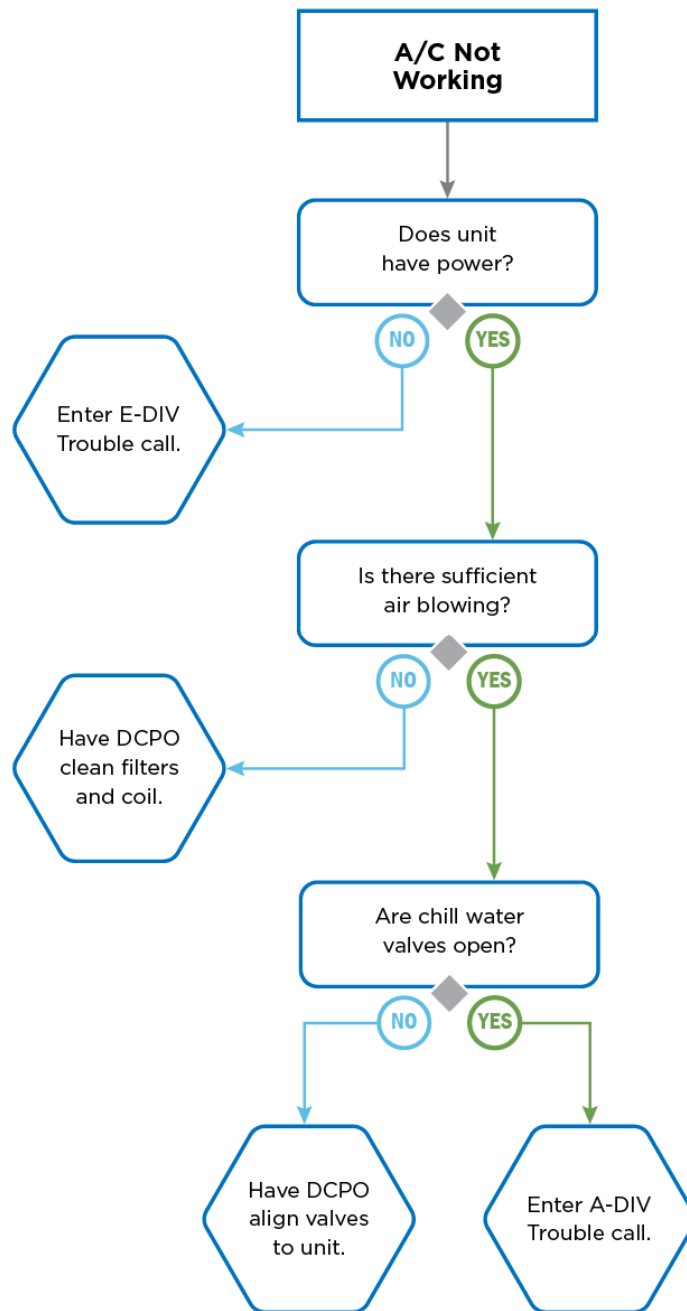 A/C Not
Working
Does unit
have power?
NO
YES
Enter E-DIV
Trouble call.
Is there sufficient
air blowing?
NO
YES
Have DCPO
clean filters
and coil.
Are chill water
valves open?
NO
YES
Have DCPO
align valves
to unit.
Enter A-DIV
Trouble call.